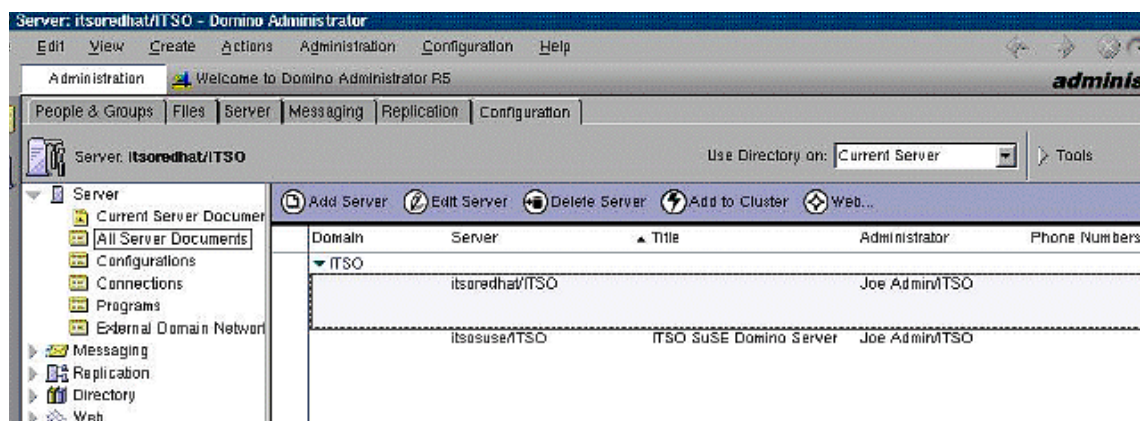 Server: itsoredhat/ITSO - Domino Administrator
Edit View Create Actions Administration Configuration Help
Administration Welcome to Domino Administrator R5 adminis
People & Groups Files Server Messaging Replication Configuration
Server: itsoredhat/ITSO Use Directory on: Current Server Tools
Server
Current Server Documen
All Server Documents
Configurations
Connections
Programs
External Domain Networ
Messaging
Replication
Directory
Web
Add Server Edit Server Delete Server Add to Cluster Web...
Domain Server Title Administrator Phone Numbers
ITSO
itsoredhat/ITSO Joe Admin/ITSO
itsosuse/ITSO ITSO SuSE Domino Server Joe Admin/ITSO